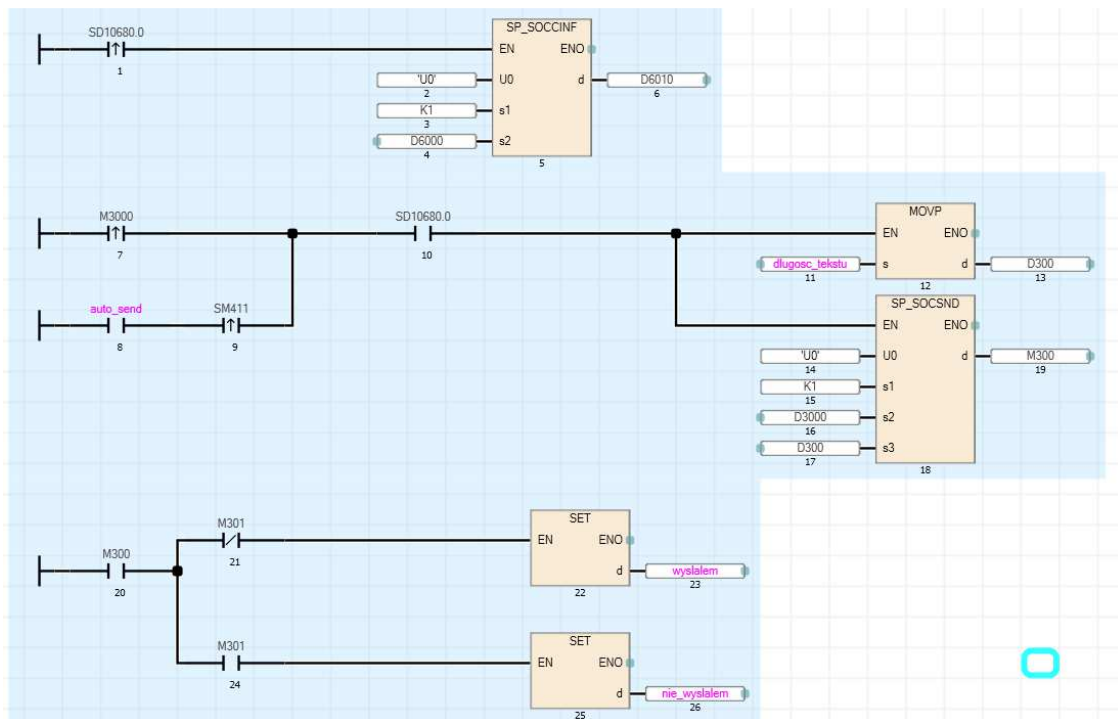 SD10680.0
1
SP_SOCCINF
EN ENO
'U0' U0 d D6010
2 6
K1 s1
3
D6000 s2
4
5
M3000
7
SD10680.0
10
MOVP
EN ENO
dlugosc_tekstu s d D300
11 12 13
auto_send
8
SM411
9
SP_SOCSND
EN ENO
'U0' U0 d M300
14 19
K1 s1
15
D3000 s2
16
D300 s3
17
18
M300
20
M301
21
SET
EN ENO
d wyslalem
22 23
M301
24
SET
EN ENO
d nie_wyslalem
25 26